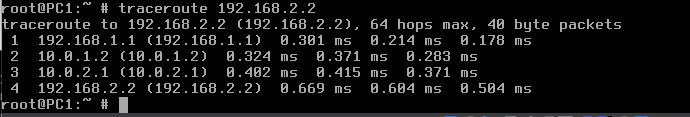 root@PC1:~ # traceroute 192.168.2.2
traceroute to 192.168.2.2 (192.168.2.2), 64 hops max, 40 byte packets
 1  192.168.1.1 (192.168.1.1)  0.301 ms  0.214 ms  0.178 ms
 2  10.0.1.2 (10.0.1.2)  0.324 ms  0.371 ms  0.283 ms
 3  10.0.2.1 (10.0.2.1)  0.402 ms  0.415 ms  0.371 ms
 4  192.168.2.2 (192.168.2.2)  0.669 ms  0.604 ms  0.504 ms
root@PC1:~ #